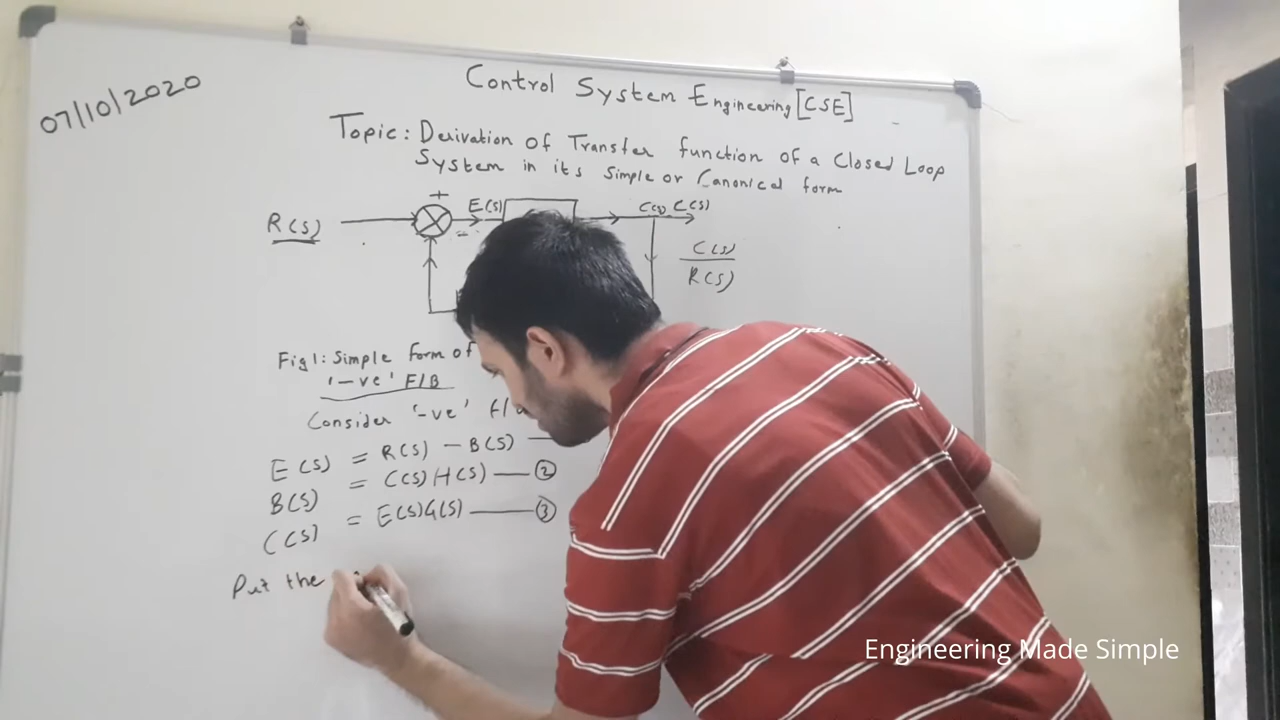 07/10/2020
Control System Engineering [CSE]
Topic: Derivation of Transfer function of a Closed Loop
System in its Simple or Canonical form
R(S)
+
E(S)
-
C(S) C(S)
C(S)
R(S)
Fig1: Simple form of
'-ve' F/B
Consider '-ve'
E(S) = R(S) - B(S)
B(S) = C(S)H(S) — 2
C(S) = E(S)G(S) — 3
Put the
Engineering Made Simple